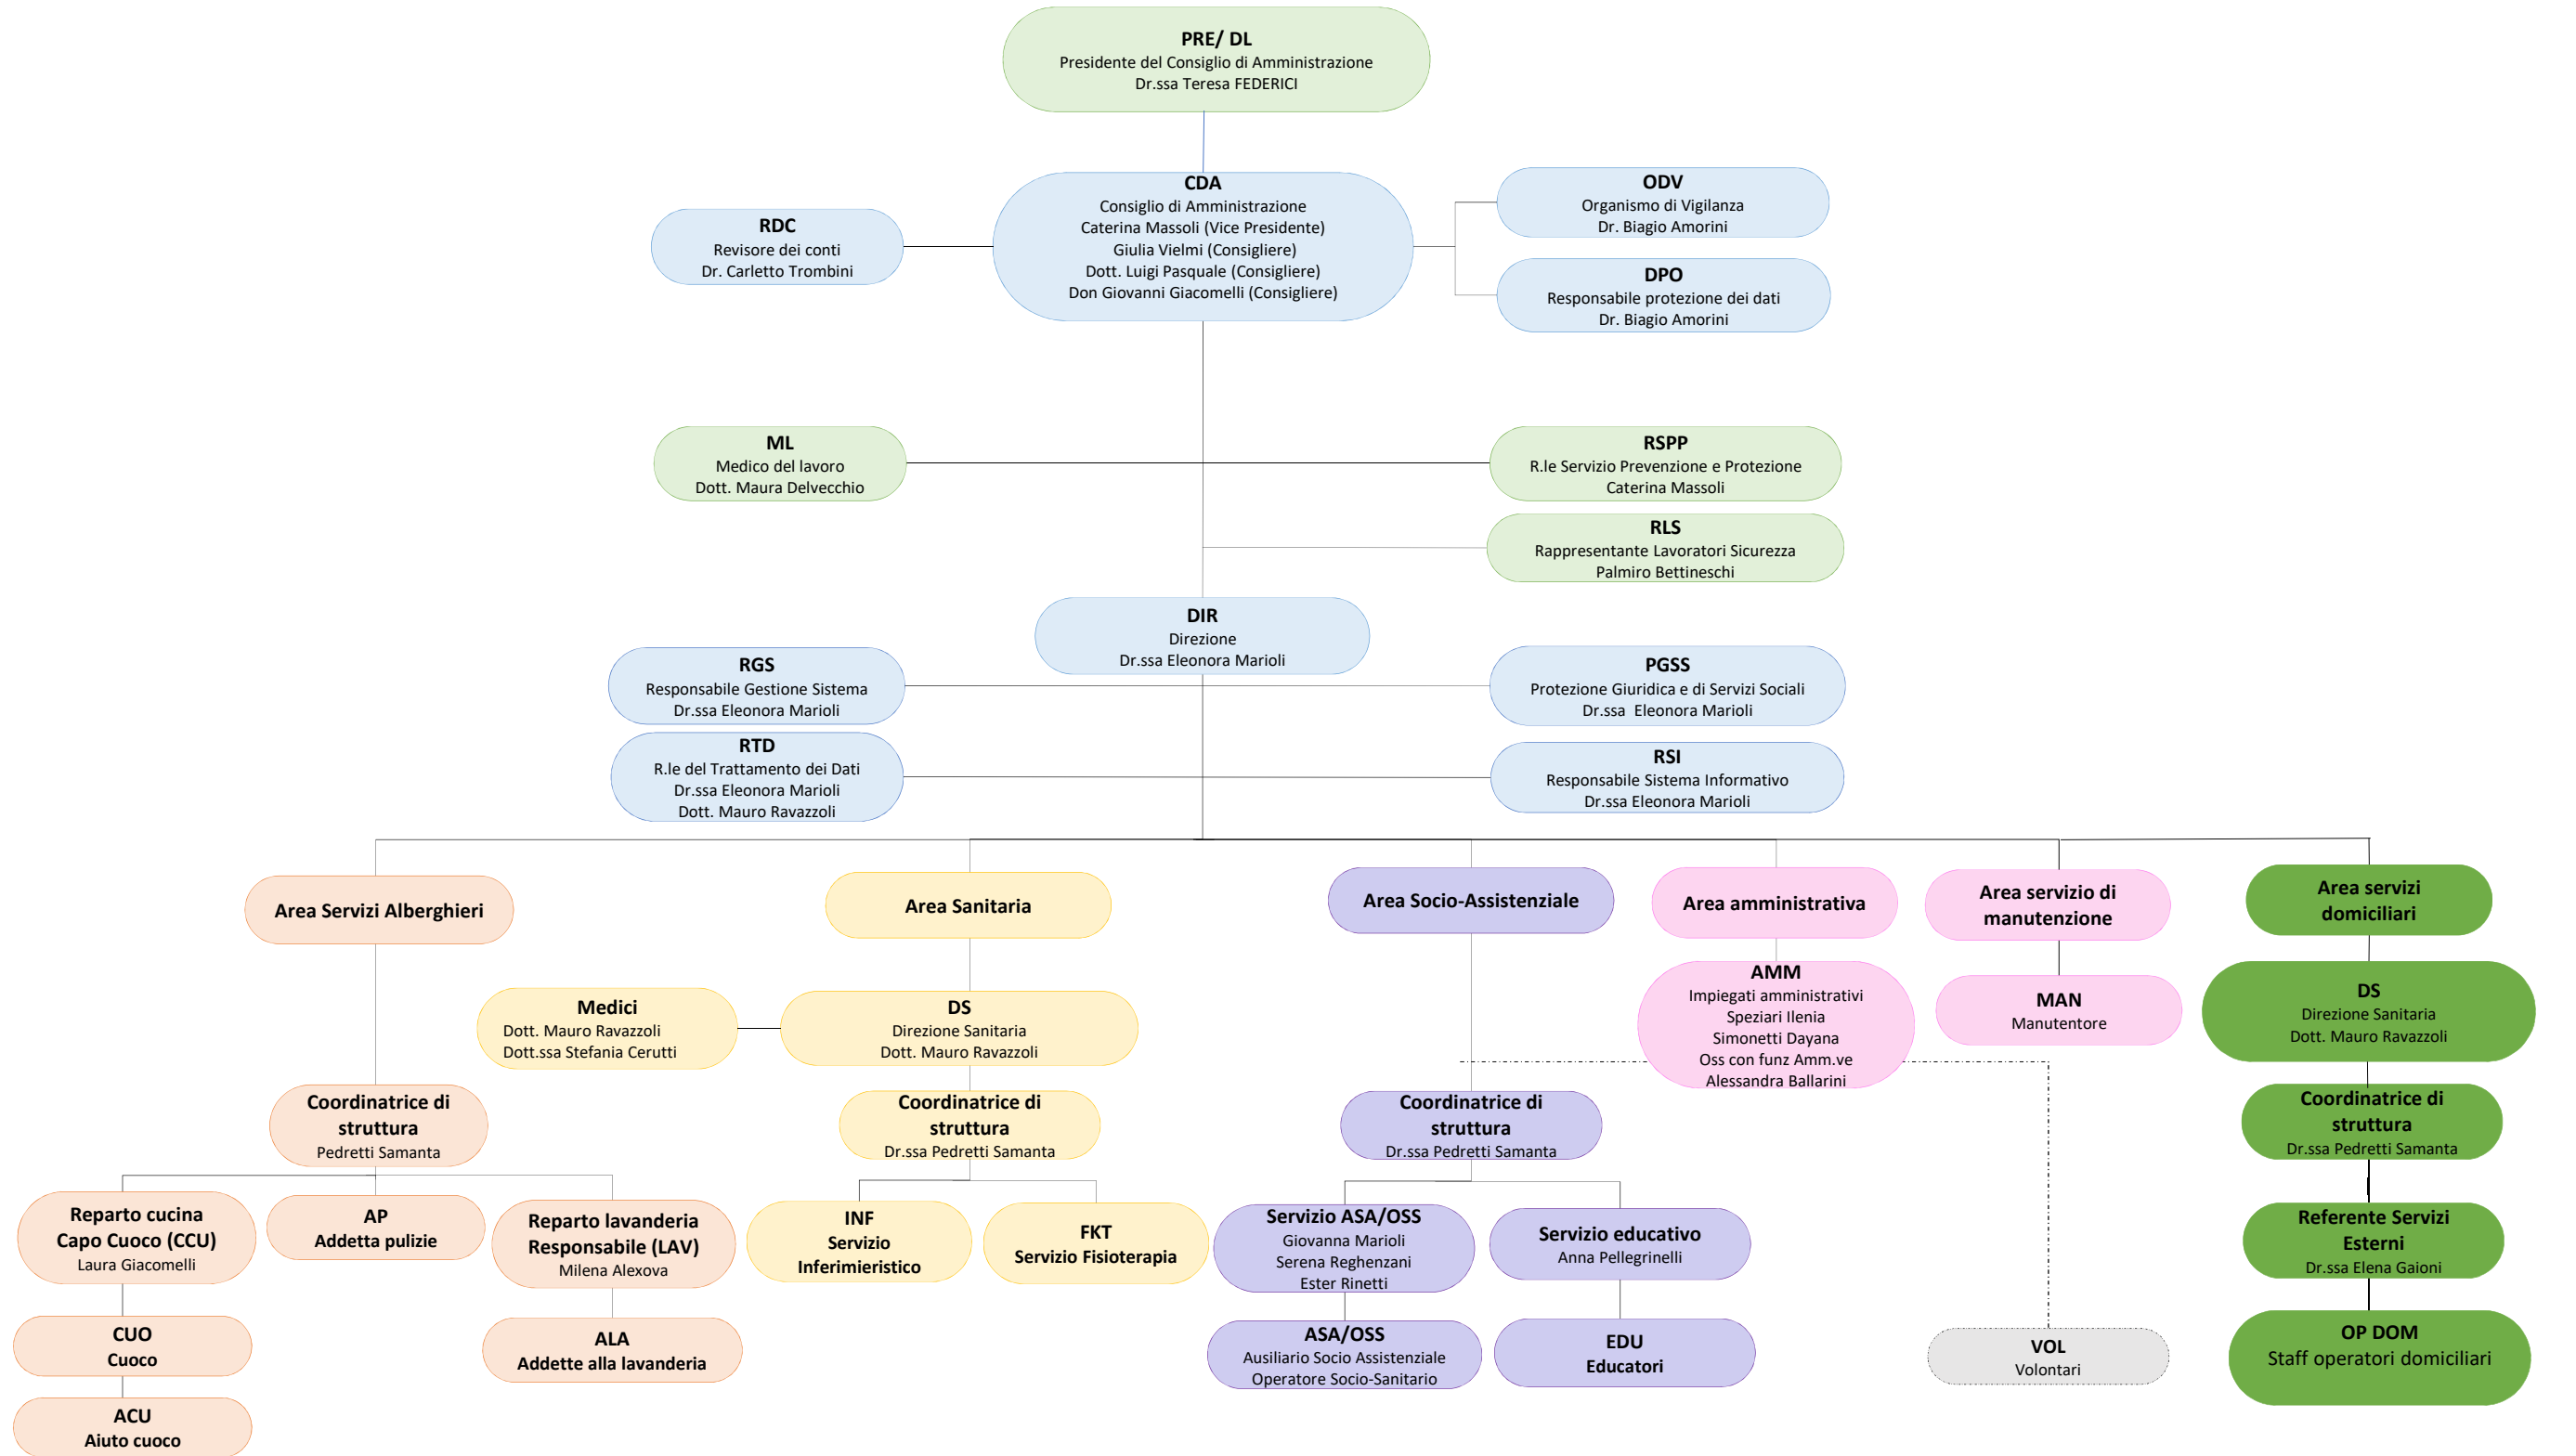 PRE/ DL
Presidente del Consiglio di Amministrazione
Dr.ssa Teresa FEDERICI
CDA
Consiglio di Amministrazione
Caterina Massoli (Vice Presidente)
Giulia Vielmi (Consigliere)
Dott. Luigi Pasquale (Consigliere)
Don Giovanni Giacomelli (Consigliere)
RDC
Revisore dei conti
Dr. Carletto Trombini
ODV
Organismo di Vigilanza
Dr. Biagio Amorini
DPO
Responsabile protezione dei dati
Dr. Biagio Amorini
ML
Medico del lavoro
Dott. Maura Delvecchio
RSPP
R.le Servizio Prevenzione e Protezione
Caterina Massoli
RLS
Rappresentante Lavoratori Sicurezza
Palmiro Bettineschi
DIR
Direzione
Dr.ssa Eleonora Marioli
RGS
Responsabile Gestione Sistema
Dr.ssa Eleonora Marioli
PGSS
Protezione Giuridica e di Servizi Sociali
Dr.ssa  Eleonora Marioli
RTD
R.le del Trattamento dei Dati
Dr.ssa Eleonora Marioli
Dott. Mauro Ravazzoli
RSI
Responsabile Sistema Informativo
Dr.ssa Eleonora Marioli
Area Servizi Alberghieri
Area Sanitaria
Area Socio-Assistenziale
Area amministrativa
Area servizio di
manutenzione
Area servizi
domiciliari
Medici
Dott. Mauro Ravazzoli
Dott.ssa Stefania Cerutti
DS
Direzione Sanitaria
Dott. Mauro Ravazzoli
AMM
Impiegati amministrativi
Speziari Ilenia
Simonetti Dayana
Oss con funz Amm.ve
Alessandra Ballarini
MAN
Manutentore
DS
Direzione Sanitaria
Dott. Mauro Ravazzoli
Coordinatrice di
struttura
Pedretti Samanta
Coordinatrice di
struttura
Dr.ssa Pedretti Samanta
Coordinatrice di
struttura
Dr.ssa Pedretti Samanta
Coordinatrice di
struttura
Dr.ssa Pedretti Samanta
Reparto cucina
Capo Cuoco (CCU)
Laura Giacomelli
AP
Addetta pulizie
Reparto lavanderia
Responsabile (LAV)
Milena Alexova
INF
Servizio
Inferimieristico
FKT
Servizio Fisioterapia
Servizio ASA/OSS
Giovanna Marioli
Serena Reghenzani
Ester Rinetti
Servizio educativo
Anna Pellegrinelli
Referente Servizi
Esterni
Dr.ssa Elena Gaioni
CUO
Cuoco
ALA
Addette alla lavanderia
ASA/OSS
Ausiliario Socio Assistenziale
Operatore Socio-Sanitario
EDU
Educatori
VOL
Volontari
OP DOM
Staff operatori domiciliari
ACU
Aiuto cuoco